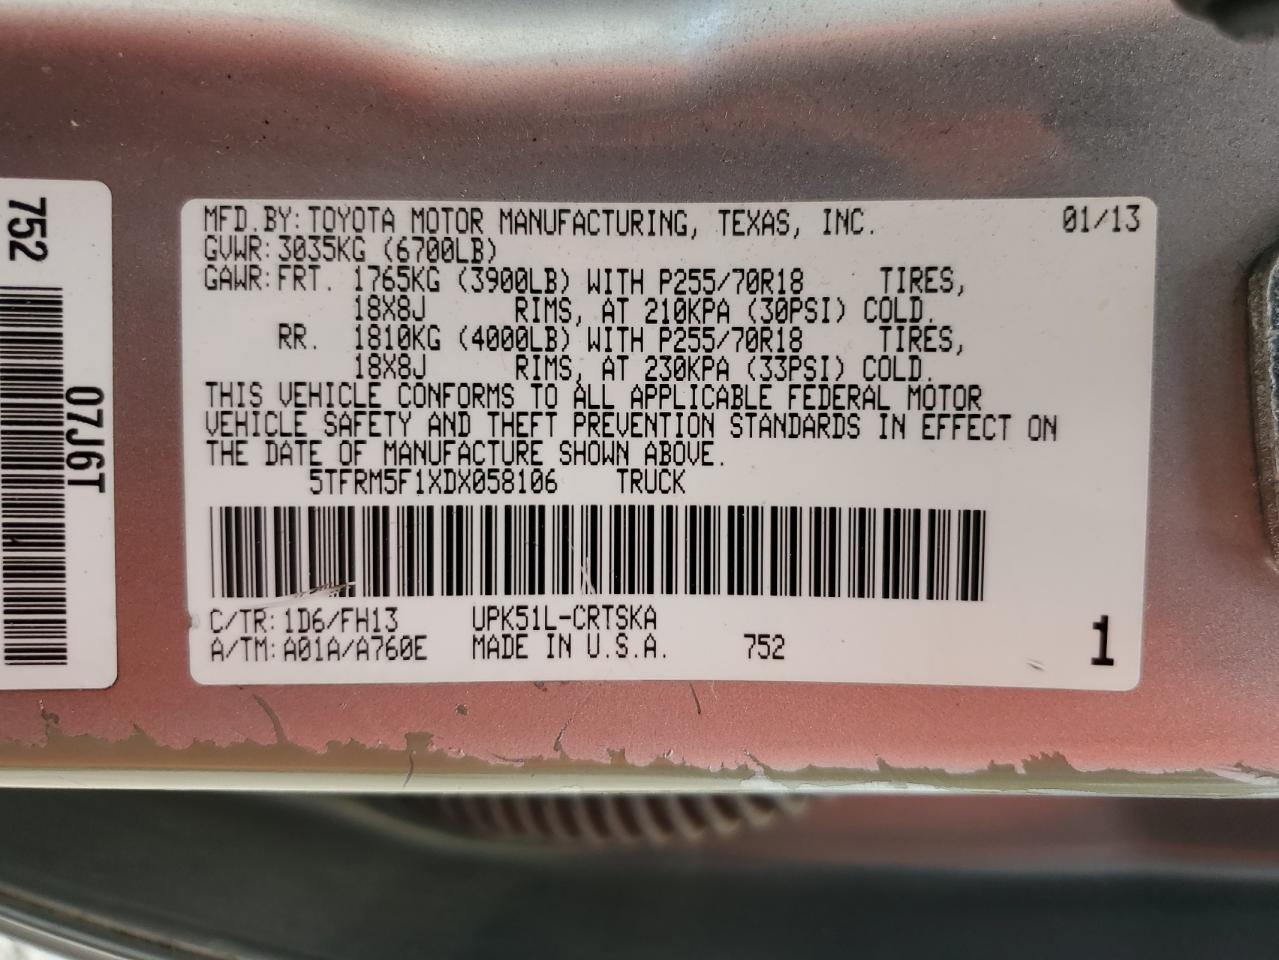 752
07J6T
4
MFD.BY: TOYOTA MOTOR MANUFACTURING, TEXAS, INC. 01/13
GVWR: 3035KG (6700LB)
GAWR: FRT. 1765KG (3900LB) WITH P255/70R18 TIRES,
18X8J RIMS, AT 210KPA (30PSI) COLD.
RR. 1810KG (4000LB) WITH P255/70R18 TIRES,
18X8J RIMS, AT 230KPA (33PSI) COLD.
THIS VEHICLE CONFORMS TO ALL APPLICABLE FEDERAL MOTOR
VEHICLE SAFETY AND THEFT PREVENTION STANDARDS IN EFFECT ON
THE DATE OF MANUFACTURE SHOWN ABOVE.
5TFRM5F1XDX058106 TRUCK
C/TR: 1D6/FH13 UPK51L-CRTSKA
A/TM: A01A/A760E MADE IN U.S.A. 752
1